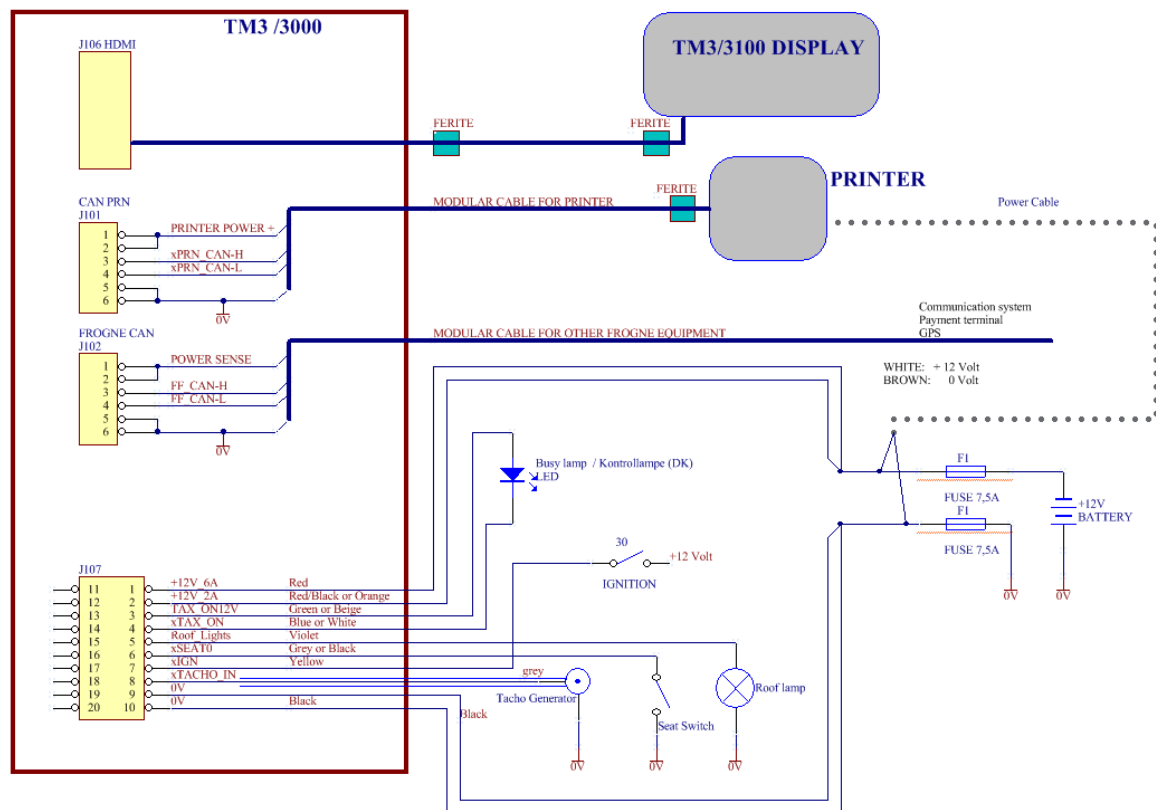 TM3 /3000
TM3/3100 DISPLAY
J106 HDMI
FERITE
FERITE
CAN PRN
J101
1
2
3
4
5
6
PRINTER POWER +
xPRN_CAN-H
xPRN_CAN-L
0V
MODULAR CABLE FOR PRINTER
FERITE
PRINTER
Power Cable
FROGNE CAN
J102
1
2
3
4
5
6
POWER SENSE
FF_CAN-H
FF_CAN-L
0V
MODULAR CABLE FOR OTHER FROGNE EQUIPMENT
Communication system
Payment terminal
GPS
WHITE: + 12 Volt
BROWN: 0 Volt
Busy lamp / Kontrollampe (DK)
LED
F1
FUSE 7,5A
F1
FUSE 7,5A
+12V
BATTERY
0V
0V
30
+12 Volt
IGNITION
J107
11 1 +12V_6A Red
12 2 +12V_2A Red/Black or Orange
13 3 TAX_ON12V Green or Beige
14 4 xTAX_ON Blue or White
15 5 Roof_Lights Violet
16 6 xSEAT0 Grey or Black
17 7 xIGN Yellow
18 8 xTACHO_IN grey
19 9 0V
20 10 0V Black
Black
Tacho Generator
Seat Switch
Roof lamp
0V
0V
0V